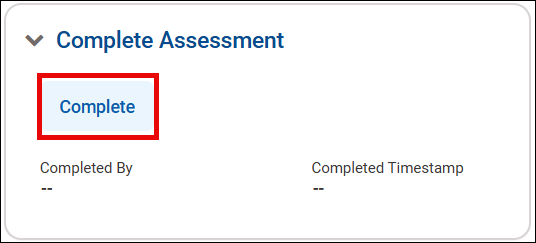 Complete Assessment
Complete
Completed By Completed Timestamp
-- --